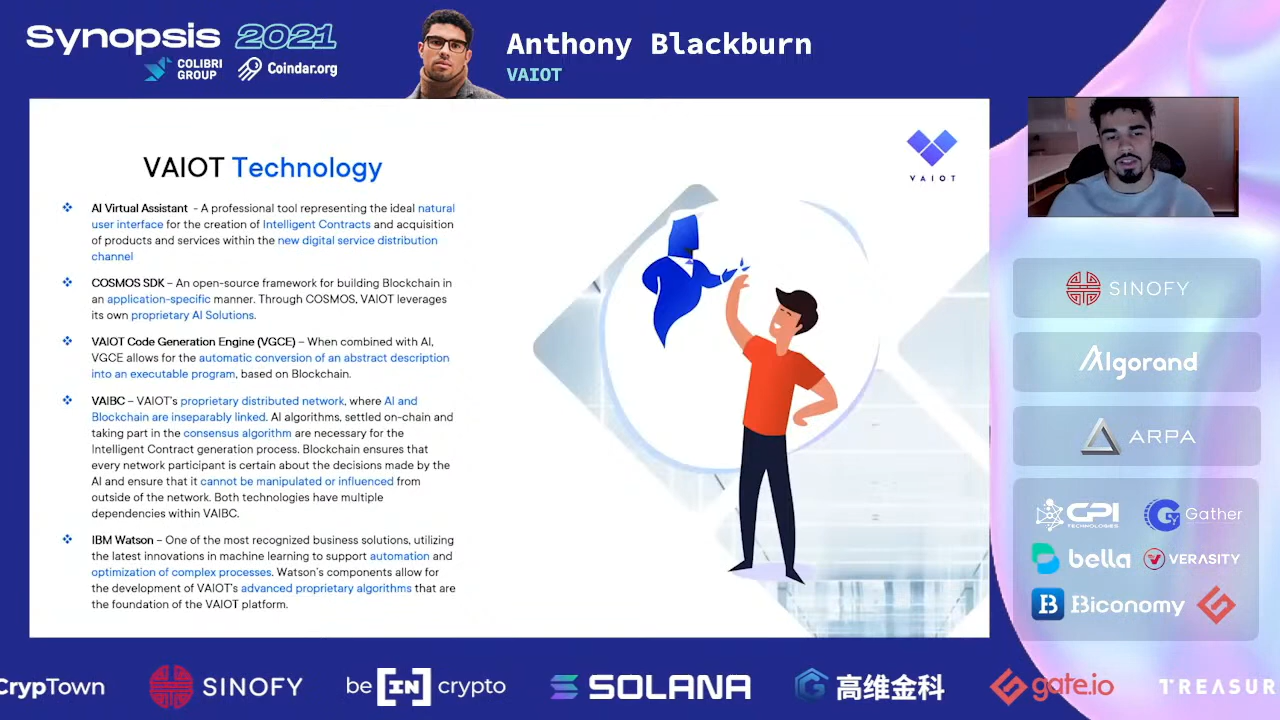 Synopsis 2021
COLIBRI
GROUP
Coindar.org
Anthony Blackburn
VAIOT
VAIOT
VAIOT Technology
AI Virtual Assistant - A professional tool representing the ideal natural
user interface for the creation of Intelligent Contracts and acquisition
of products and services within the new digital service distribution
channel
COSMOS SDK – An open-source framework for building Blockchain in
an application-specific manner. Through COSMOS, VAIOT leverages
its own proprietary AI Solutions.
VAIOT Code Generation Engine (VGCE) – When combined with AI,
VGCE allows for the automatic conversion of an abstract description
into an executable program, based on Blockchain.
VAIBC – VAIOT's proprietary distributed network, where AI and
Blockchain are inseparably linked. AI algorithms, settled on-chain and
taking part in the consensus algorithm are necessary for the
Intelligent Contract generation process. Blockchain ensures that
every network participant is certain about the decisions made by the
AI and ensure that it cannot be manipulated or influenced from
outside of the network. Both technologies have multiple
dependencies within VAIBC.
IBM Watson – One of the most recognized business solutions, utilizing
the latest innovations in machine learning to support automation and
optimization of complex processes. Watson's components allow for
the development of VAIOT's advanced proprietary algorithms that are
the foundation of the VAIOT platform.
SINOFY
Algorand
ARPA
CPI
TECHNOLOGIES
Gather
bella
VERASITY
B Biconomy
CrypTown
SINOFY
be [IN] crypto
SOLANA
高维金科
gate.io
TREASUR